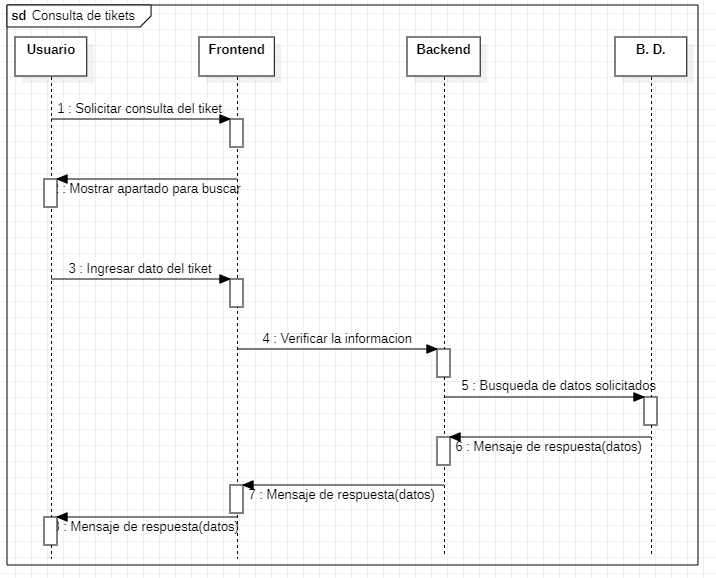 sd Consulta de tikets
Usuario
Frontend
Backend
B. D.
1 : Solicitar consulta del tiket
: Mostrar apartado para buscar
3 : Ingresar dato del tiket
4 : Verificar la informacion
5 : Busqueda de datos solicitados
6 : Mensaje de respuesta(datos)
7 : Mensaje de respuesta(datos)
: Mensaje de respuesta(datos)